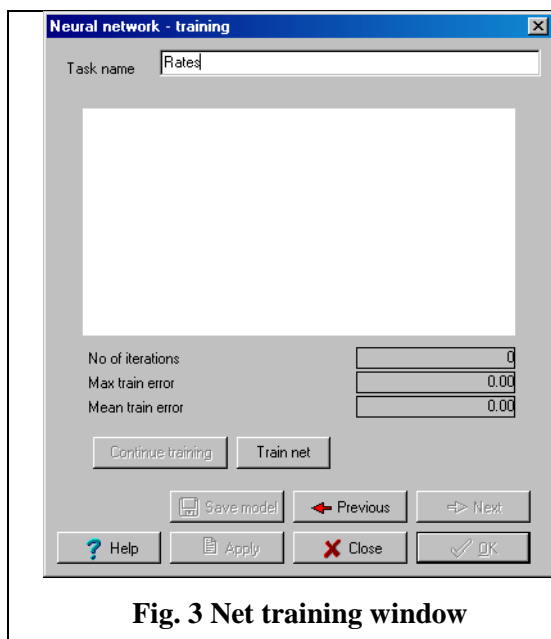 Neural network - training
Task name Rates
No of iterations 0
Max train error 0.00
Mean train error 0.00
Continue training Train net
Save model Previous Next
? Help Apply Close OK
Fig. 3 Net training window